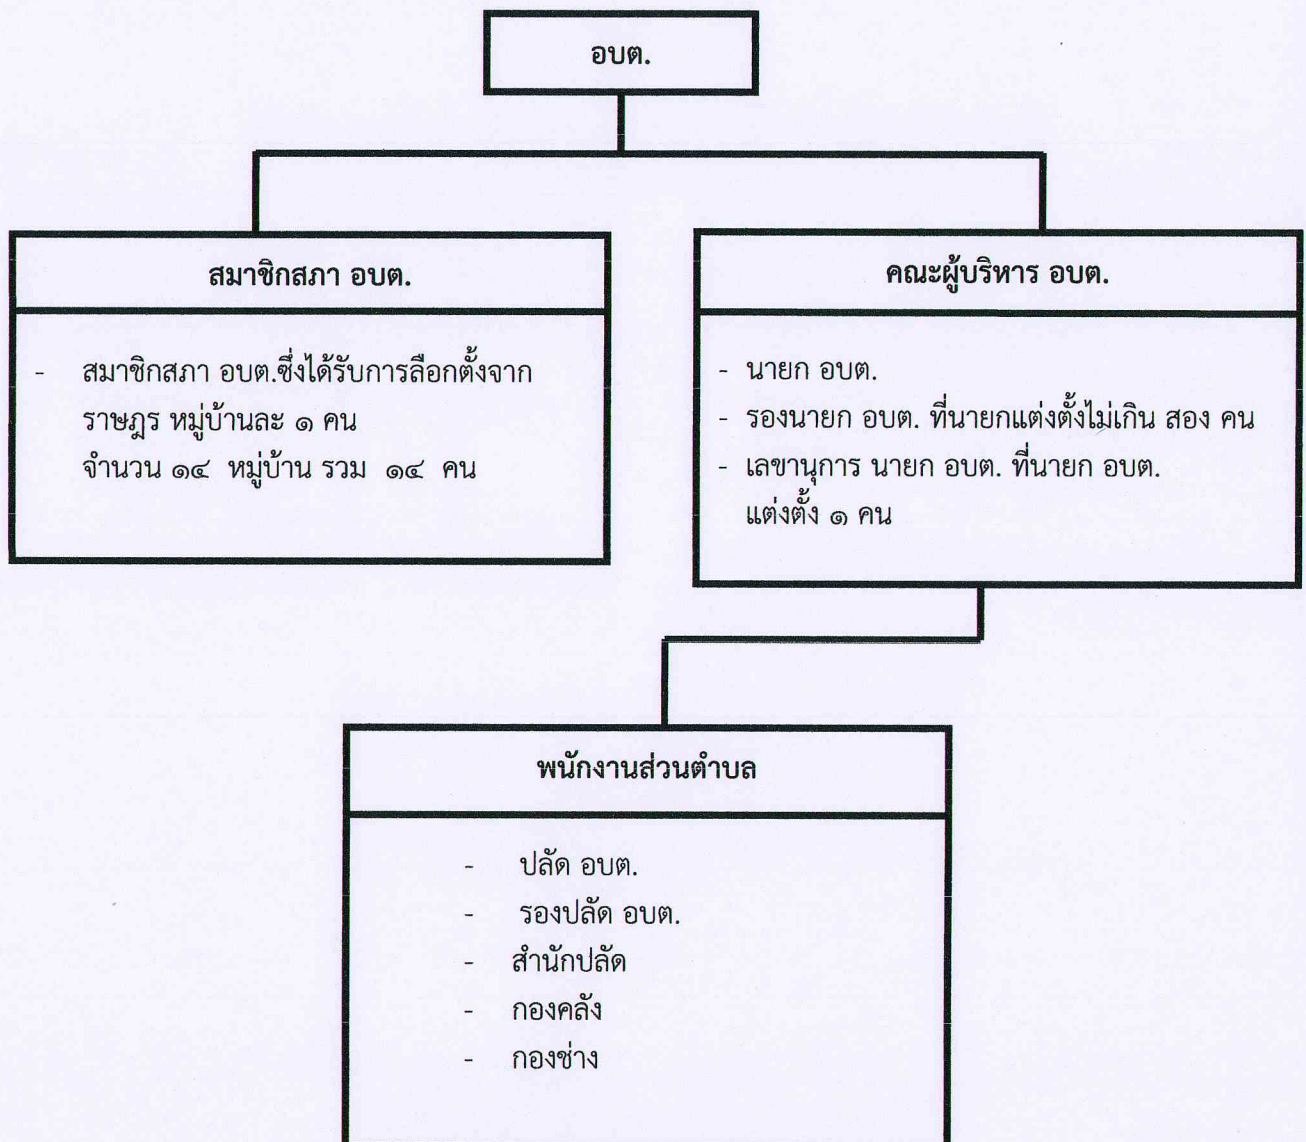 อบต.
สมาชิกสภา อบต.
- สมาชิกสภา อบต.ซึ่งได้รับการลือกตั้งจาก
ราษฎร หมู่บ้านละ ๑ คน
จำนวน ๑๔ หมู่บ้าน รวม ๑๔ คน
คณะผู้บริหาร อบต.
- นายก อบต.
- รองนายก อบต. ที่นายกแต่งตั้งไม่เกิน สอง คน
- เลขานุการ นายก อบต. ที่นายก อบต.
แต่งตั้ง ๑ คน
พนักงานส่วนตำบล
- ปลัด อบต.
- รองปลัด อบต.
- สำนักปลัด
- กองคลัง
- กองช่าง